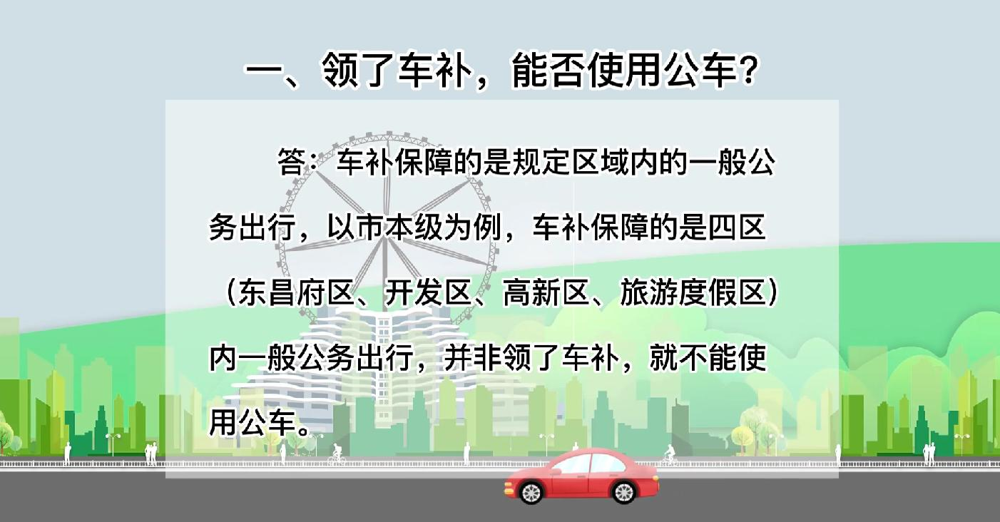 一、领了车补，能否使用公车？
答：车补保障的是规定区域内的一般公
务出行，以市本级为例，车补保障的是四区
（东昌府区、开发区、高新区、旅游度假区）
内一般公务出行，并非领了车补，就不能使
用公车。